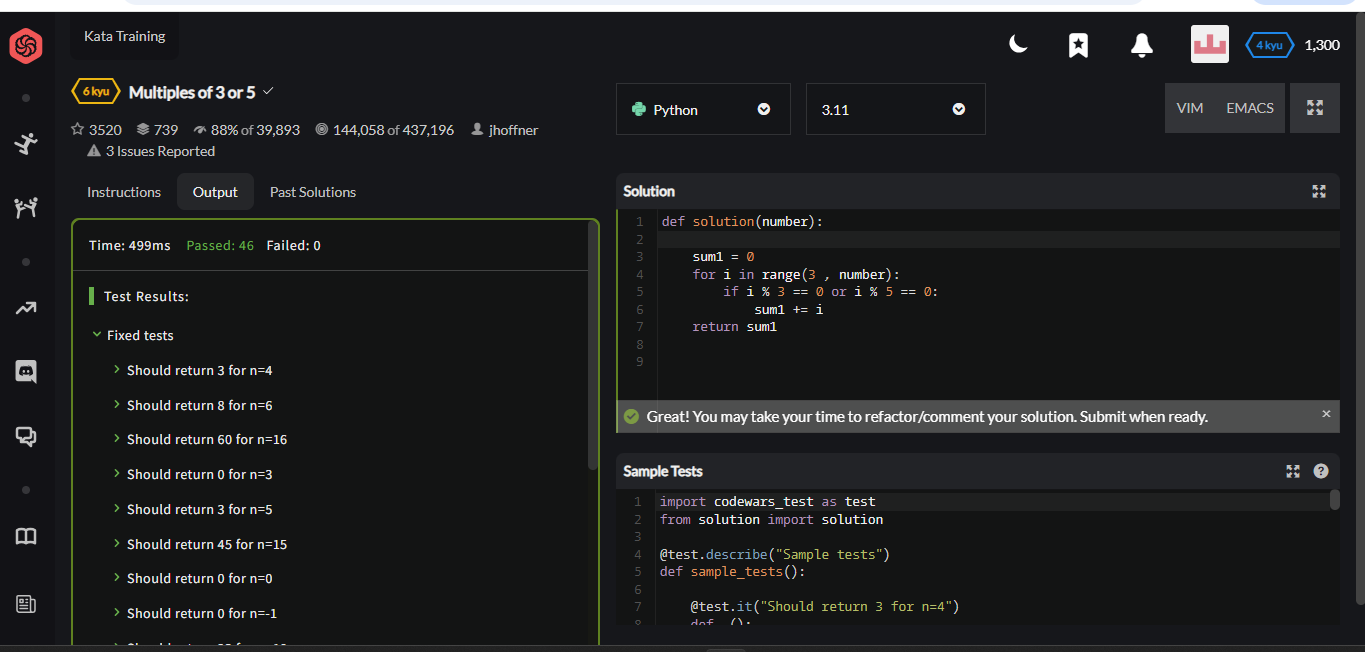 Kata Training
4 kyu 1,300
6 kyu Multiples of 3 or 5
3520 739 88% of 39,893 144,058 of 437,196 jhoffner
3 Issues Reported
Python 3.11 VIM EMACS
Instructions Output Past Solutions
Time: 499ms Passed: 46 Failed: 0
Test Results:
Fixed tests
Should return 3 for n=4
Should return 8 for n=6
Should return 60 for n=16
Should return 0 for n=3
Should return 3 for n=5
Should return 45 for n=15
Should return 0 for n=0
Should return 0 for n=-1
Solution
1 def solution(number):
2
3 sum1 = 0
4 for i in range(3 , number):
5 if i % 3 == 0 or i % 5 == 0:
6 sum1 += i
7 return sum1
8
9
Great! You may take your time to refactor/comment your solution. Submit when ready.
Sample Tests
1 import codewars_test as test
2 from solution import solution
3
4 @test.describe("Sample tests")
5 def sample_tests():
6
7 @test.it("Should return 3 for n=4")
8 def _():